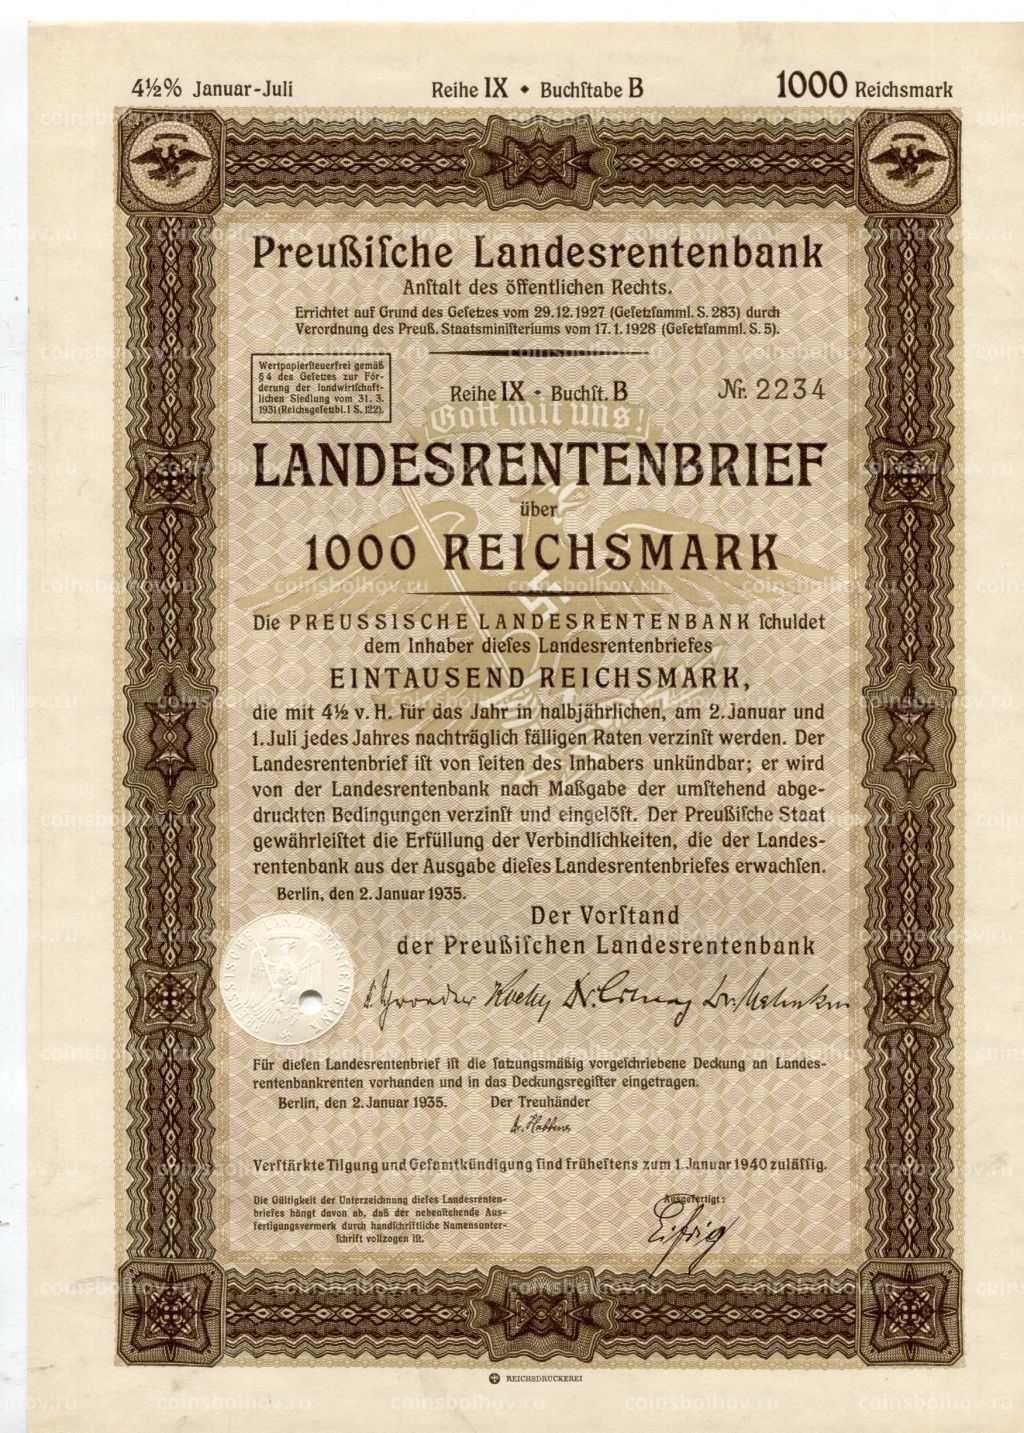 4½% Januar-Juli Reihe IX • Buchſtabe B 1000 Reichsmark
Preußiſche Landesrentenbank
Anſtalt des öffentlichen Rechts.
Errichtet auf Grund des Geſetzes vom 29.12.1927 (Geſetzſamml. S. 283) durch
Verordnung des Preuß. Staatsminiſteriums vom 17.1.1928 (Geſetzſamml. S. 5).
Wertpapierſteuerfrei gemäß
§ 4 des Geſetzes zur För-
derung der landwirtſchaft-
lichen Siedlung vom 31. 3.
1931 (Reichsgeſetzbl. I S. 122).
Reihe IX • Buchſt. B Nr. 2234
Gott mit uns!
LANDESRENTENBRIEF
über
1000 REICHSMARK
Die PREUSSISCHE LANDESRENTENBANK ſchuldet
dem Inhaber dieſes Landesrentenbriefes
EINTAUSEND REICHSMARK,
die mit 4½ v. H. für das Jahr in halbjährlichen, am 2. Januar und
1. Juli jedes Jahres nachträglich fälligen Raten verzinſt werden. Der
Landesrentenbrief iſt von ſeiten des Inhabers unkündbar; er wird
von der Landesrentenbank nach Maßgabe der umſtehend abge-
druckten Bedingungen verzinſt und eingelöſt. Der Preußiſche Staat
gewährleiſtet die Erfüllung der Verbindlichkeiten, die der Landes-
rentenbank aus der Ausgabe dieſes Landesrentenbriefes erwachſen.
Berlin, den 2. Januar 1935.
Der Vorſtand
der Preußiſchen Landesrentenbank
PREUSSISCHE LANDESRENTENBANK
Für dieſen Landesrentenbrief iſt die ſatzungsmäßig vorgeſchriebene Deckung an Landes-
rentenbankrenten vorhanden und in das Deckungsregiſter eingetragen.
Berlin, den 2. Januar 1935. Der Treuhänder
Verſtärkte Tilgung und Geſamtkündigung ſind früheſtens zum 1. Januar 1940 zuläſſig.
Die Gültigkeit der Unterzeichnung dieſes Landesrenten-
briefes hängt davon ab, daß der nebenſtehende Aus-
fertigungsvermerk durch handſchriftliche Namensunter-
ſchrift vollzogen iſt.
Ausgefertigt:
REICHSDRUCKEREI
coinsbolhov.ru